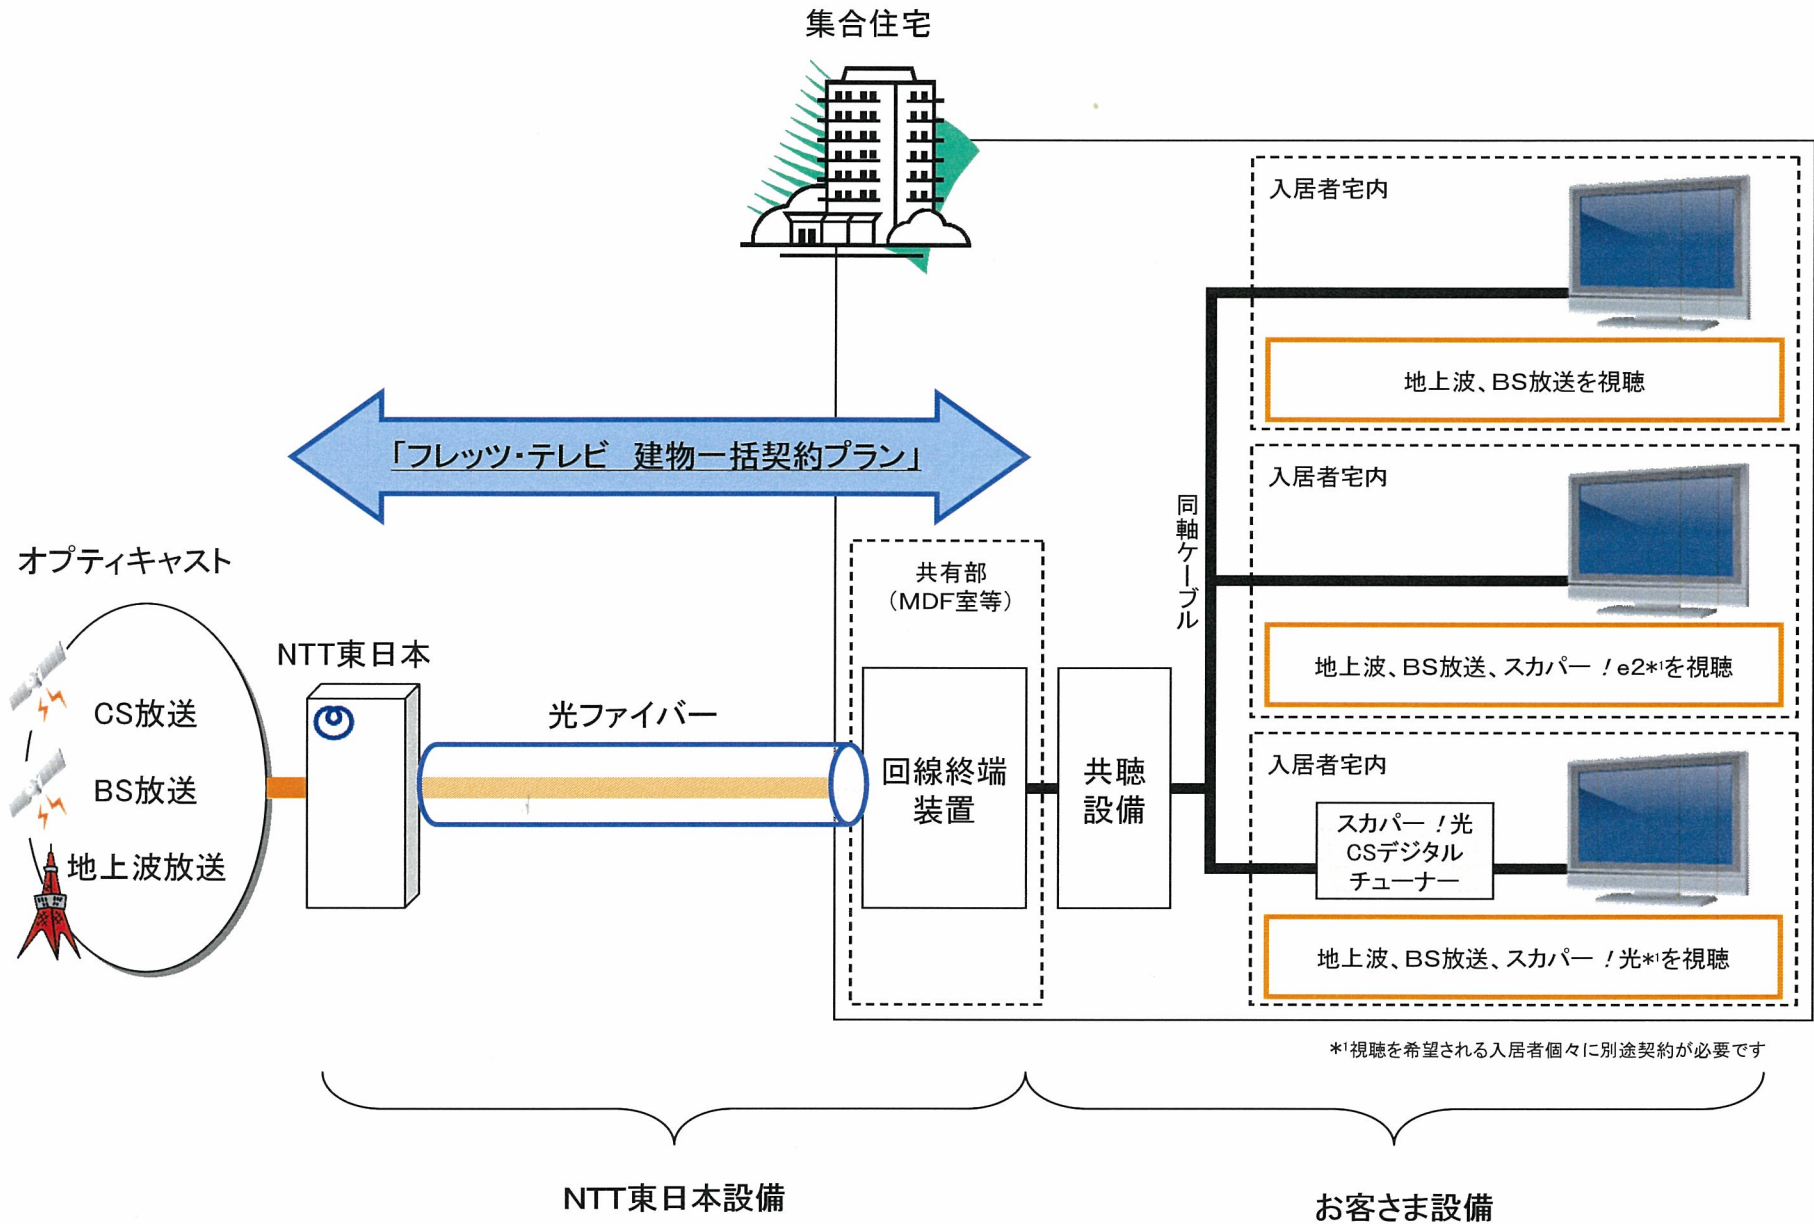 集合住宅
入居者宅内
地上波、BS放送を視聴
「フレッツ・テレビ 建物一括契約プラン」
入居者宅内
同軸ケーブル
地上波、BS放送、スカパー!e2*1を視聴
オプティキャスト
共有部
(MDF室等)
NTT東日本
CS放送
光ファイバー
BS放送
地上波放送
回線終端
装置
共聴
設備
入居者宅内
スカパー!光
CSデジタル
チューナー
地上波、BS放送、スカパー!光*1を視聴
*1視聴を希望される入居者個々に別途契約が必要です
NTT東日本設備
お客さま設備